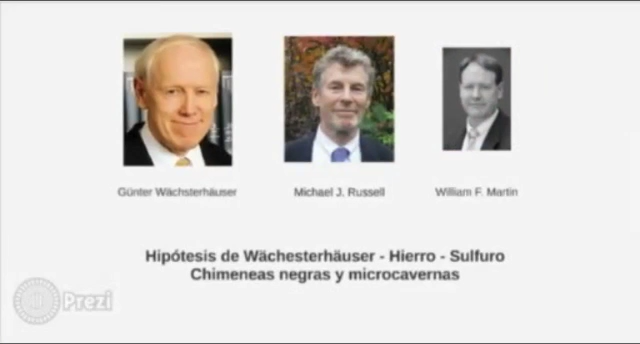 Günter Wächsterhäuser
Michael J. Russell
William F. Martin
Hipótesis de Wächesterhäuser - Hierro - Sulfuro
Chimeneas negras y microcavernas
Prezi